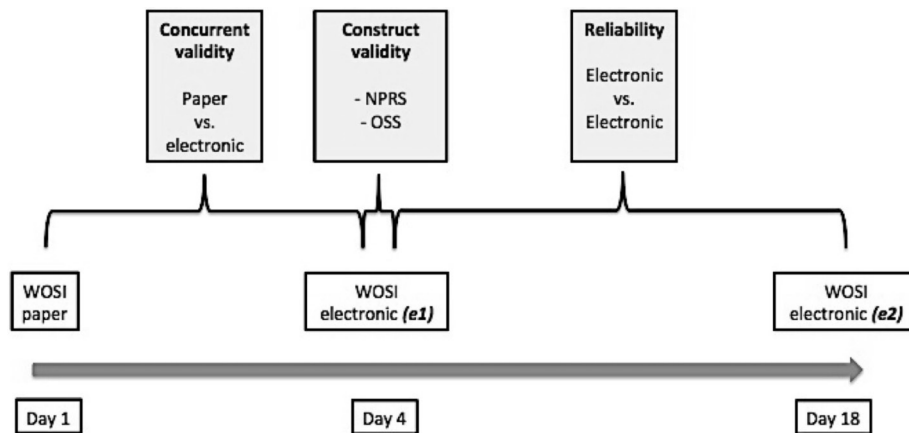 Concurrent
validity
Paper
vs.
electronic
Construct
validity
- NPRS
- OSS
Reliability
Electronic
vs.
Electronic
WOSI
paper
WOSI
electronic (e1)
WOSI
electronic (e2)
Day 1
Day 4
Day 18